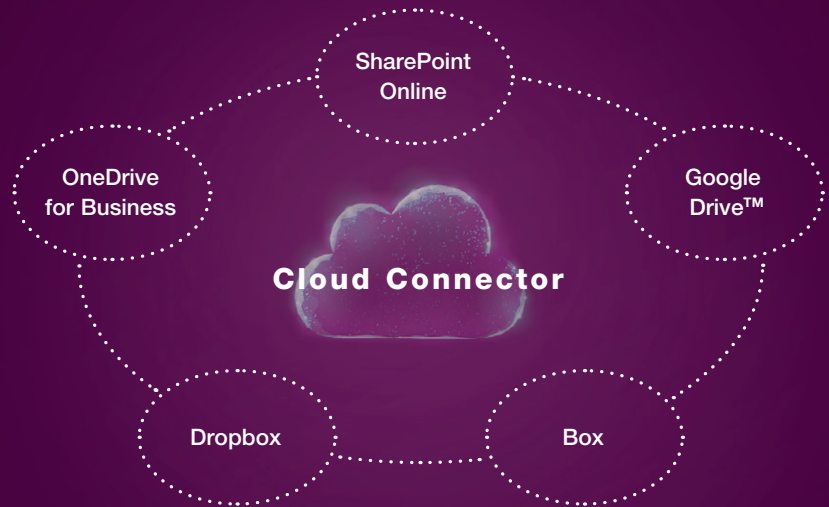 SharePoint
Online
OneDrive
for Business
Google
Drive™
Cloud Connector
Dropbox
Box